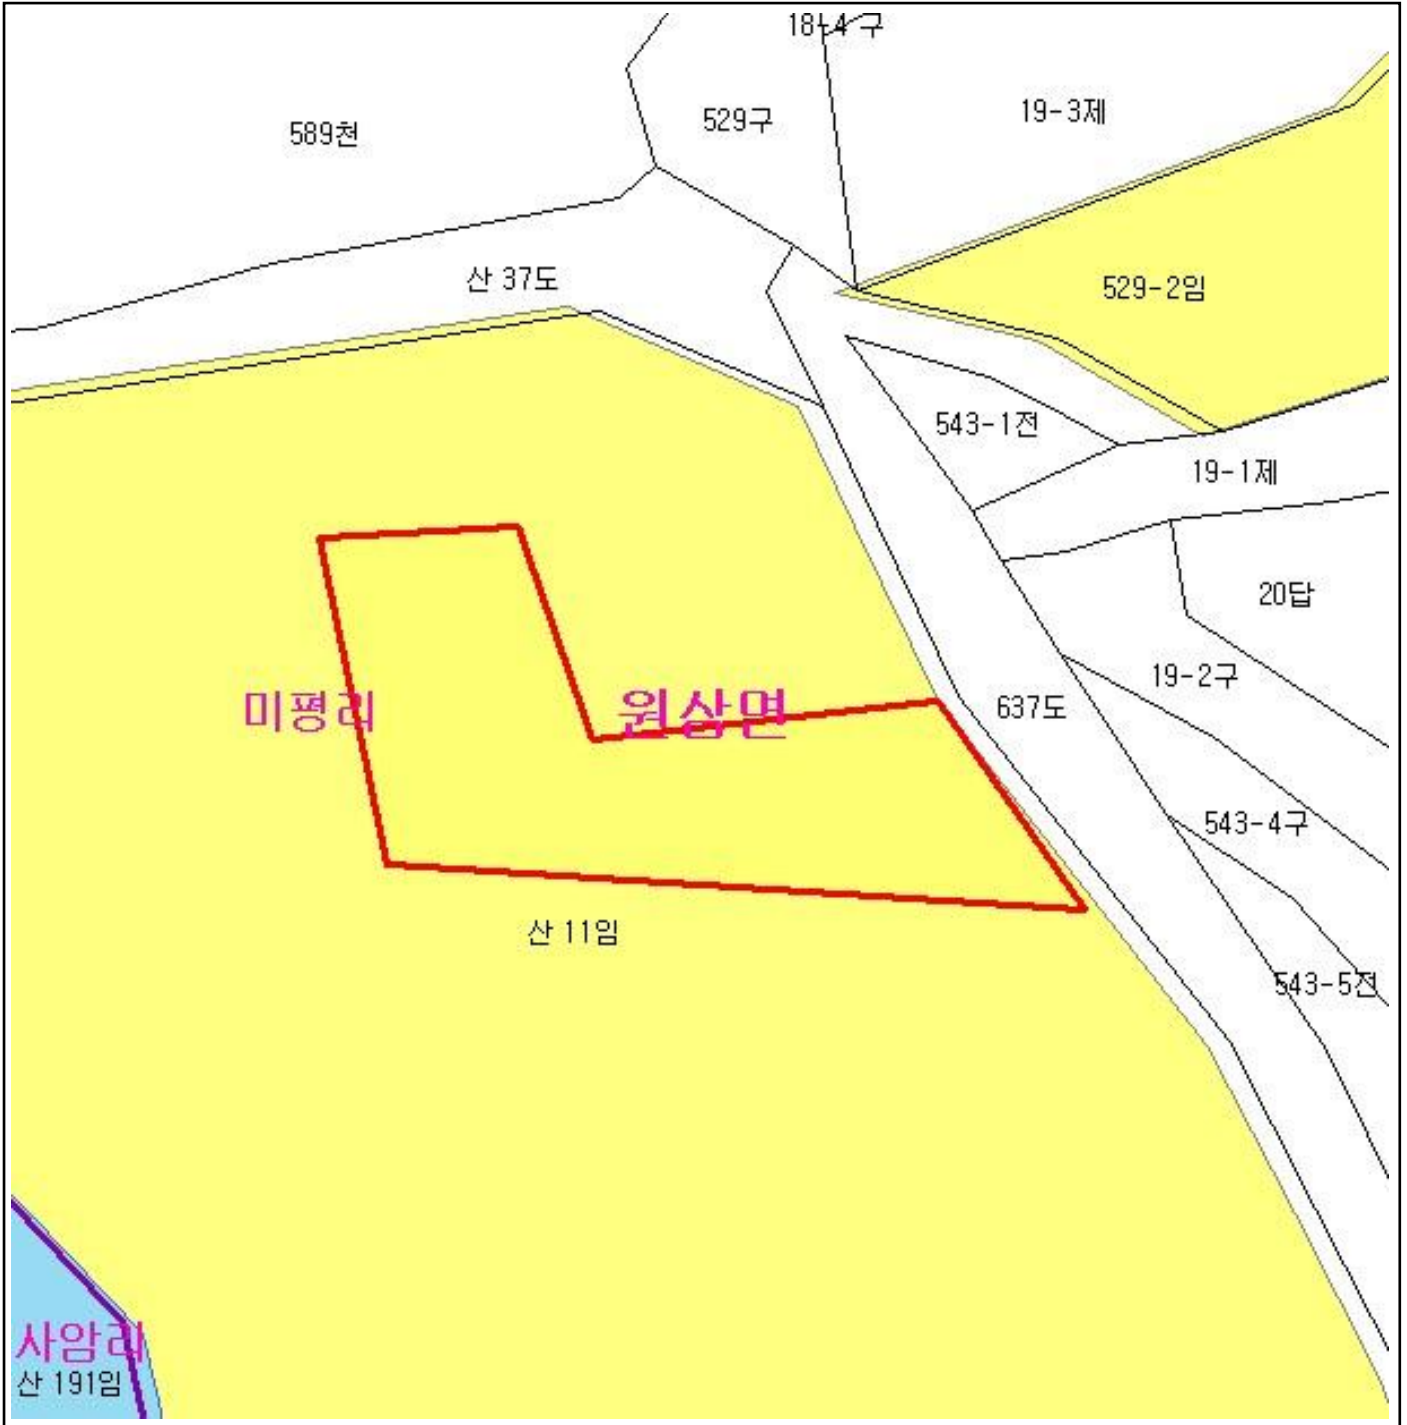 18-4 구
529구
19-3제
589천
산 37도
529-2임
543-1전
19-1제
20답
19-2구
미평리
원삼면
637도
543-4구
산 11임
543-5전
사암리
산 191임